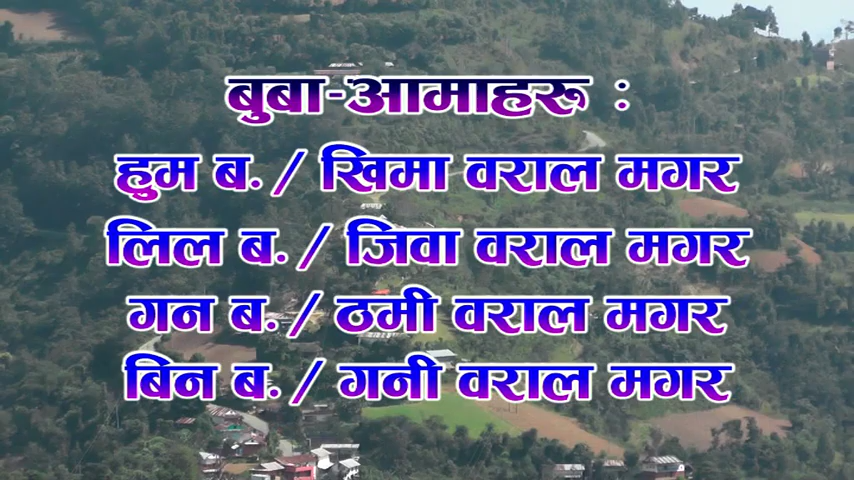 बुबा-आमाहरू :
हुम ब. / खिमा वराल मगर
लिल ब. / जिवा वराल मगर
गन ब. / ठमी वराल मगर
बिन ब. / गनी वराल मगर